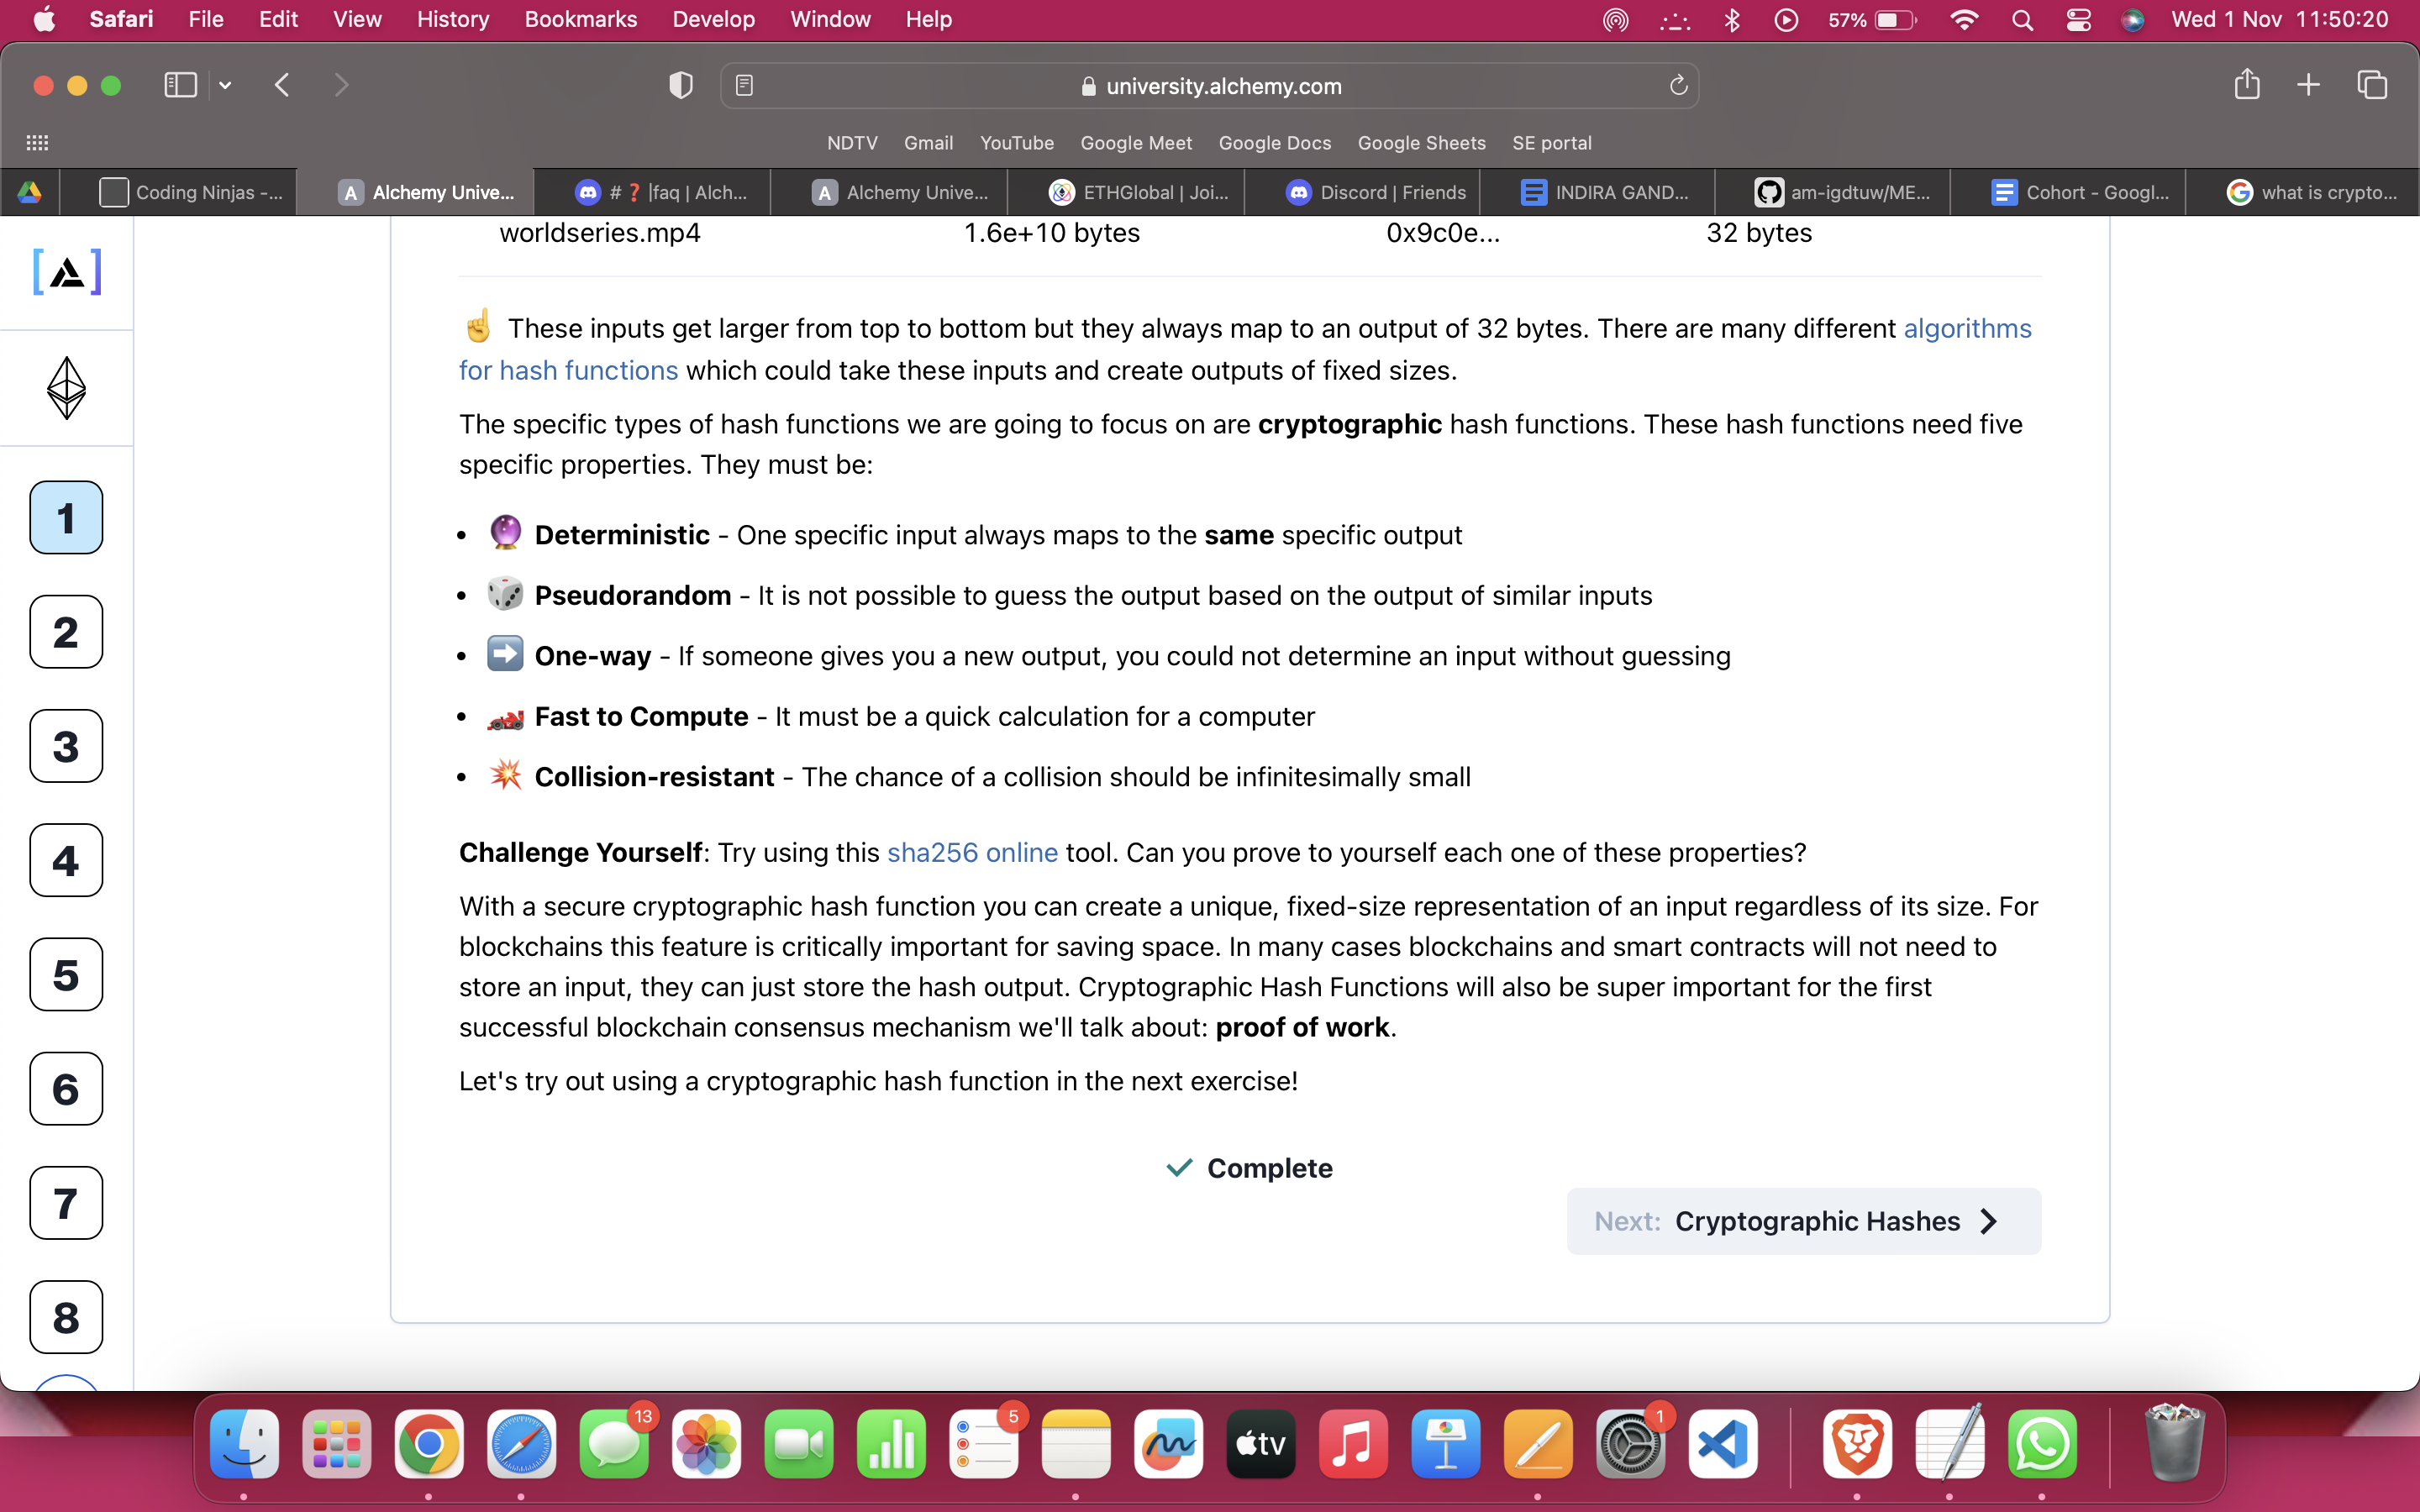 Safari File Edit View History Bookmarks Develop Window Help 57% Wed 1 Nov 11:50:20
university.alchemy.com
NDTV Gmail YouTube Google Meet Google Docs Google Sheets SE portal
Coding Ninjas -... A Alchemy Unive... #❓|faq | Alch... A Alchemy Unive... ETHGlobal | Joi... Discord | Friends INDIRA GAND... am-igdtuw/ME... Cohort - Googl... what is crypto...
worldseries.mp4 1.6e+10 bytes 0x9c0e... 32 bytes
☝️ These inputs get larger from top to bottom but they always map to an output of 32 bytes. There are many different algorithms
for hash functions which could take these inputs and create outputs of fixed sizes.
The specific types of hash functions we are going to focus on are cryptographic hash functions. These hash functions need five
specific properties. They must be:
• 🔮 Deterministic - One specific input always maps to the same specific output
• 🎲 Pseudorandom - It is not possible to guess the output based on the output of similar inputs
• ➡️ One-way - If someone gives you a new output, you could not determine an input without guessing
• 🏎️ Fast to Compute - It must be a quick calculation for a computer
• 💥 Collision-resistant - The chance of a collision should be infinitesimally small
Challenge Yourself: Try using this sha256 online tool. Can you prove to yourself each one of these properties?
With a secure cryptographic hash function you can create a unique, fixed-size representation of an input regardless of its size. For
blockchains this feature is critically important for saving space. In many cases blockchains and smart contracts will not need to
store an input, they can just store the hash output. Cryptographic Hash Functions will also be super important for the first
successful blockchain consensus mechanism we'll talk about: proof of work.
Let's try out using a cryptographic hash function in the next exercise!
Complete
Next: Cryptographic Hashes
1
2
3
4
5
6
7
8
13 5 tv 1